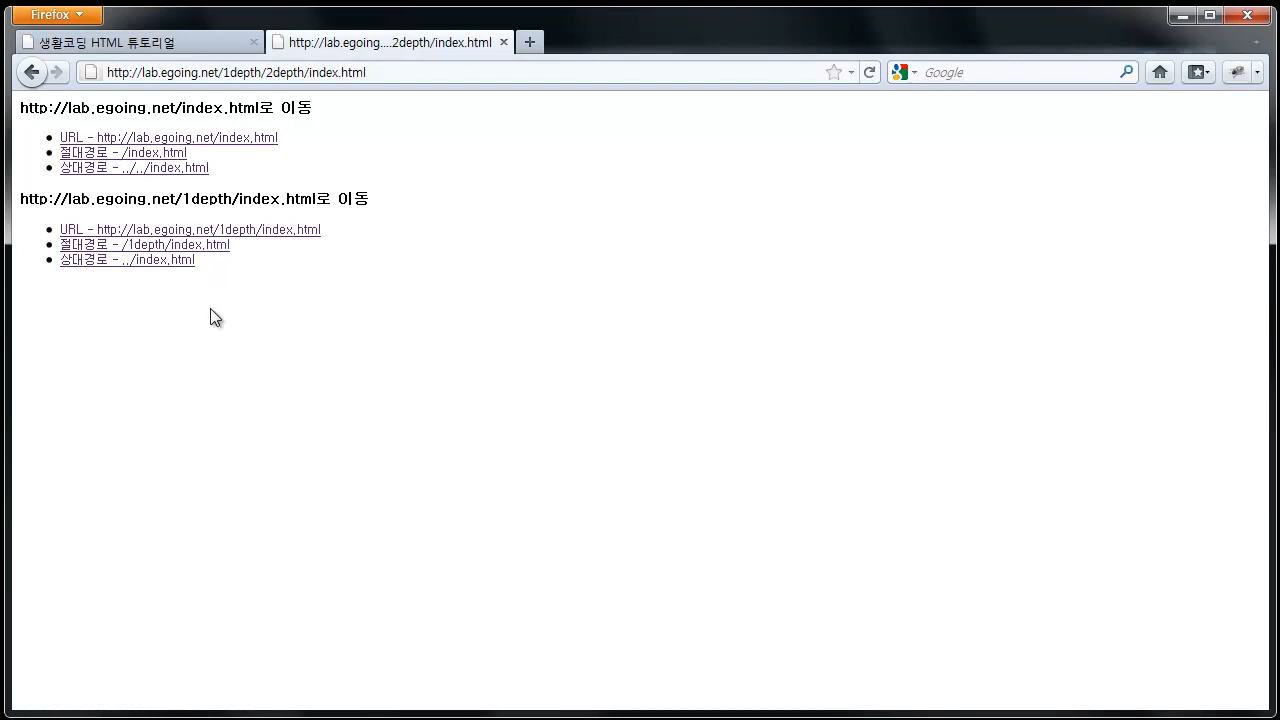 Firefox
생활코딩 HTML 튜토리얼
http://lab.egoing....2depth/index.html
http://lab.egoing.net/1depth/2depth/index.html
Google
http://lab.egoing.net/index.html로 이동
URL - http://lab.egoing.net/index.html
절대경로 - /index.html
상대경로 - ../../index.html
http://lab.egoing.net/1depth/index.html로 이동
URL - http://lab.egoing.net/1depth/index.html
절대경로 - /1depth/index.html
상대경로 - ../index.html